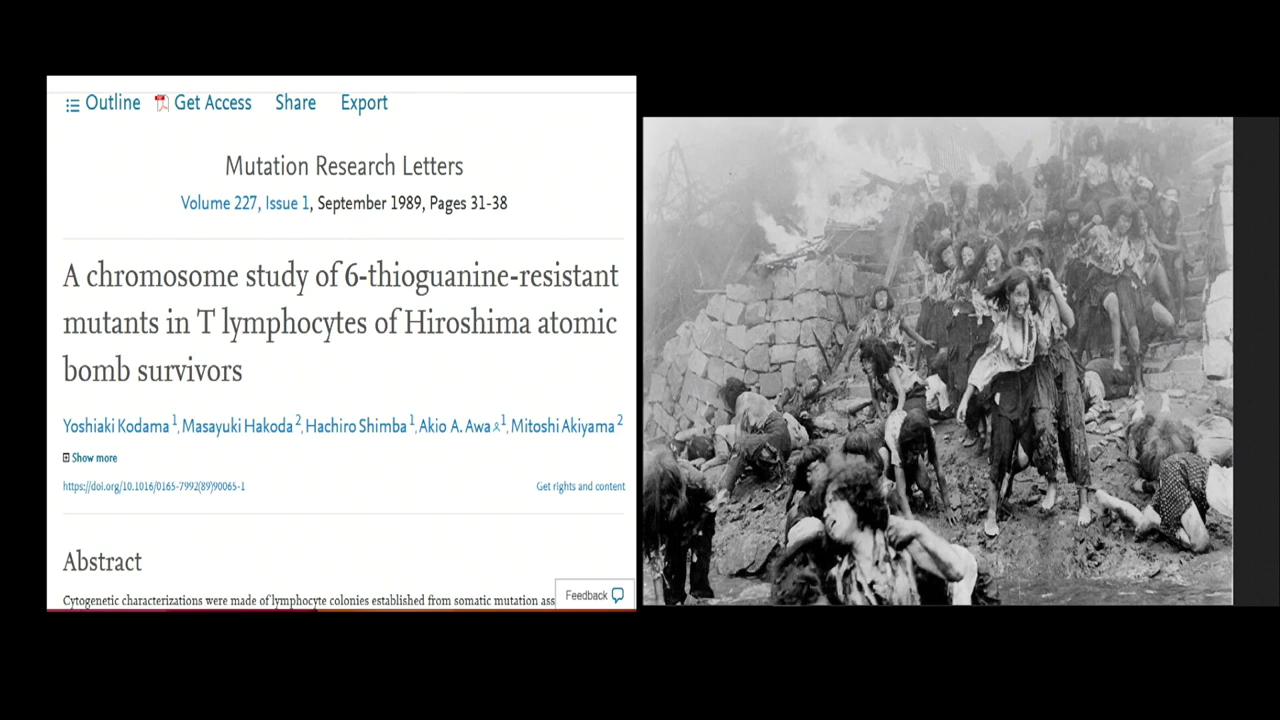 Outline Get Access Share Export
Mutation Research Letters
Volume 227, Issue 1, September 1989, Pages 31-38
A chromosome study of 6-thioguanine-resistant
mutants in T lymphocytes of Hiroshima atomic
bomb survivors
Yoshiaki Kodama 1, Masayuki Hakoda 2, Hachiro Shimba 1, Akio A. Awa 1, Mitoshi Akiyama 2
Show more
https://doi.org/10.1016/0165-7992(89)90065-1 Get rights and content
Abstract
Cytogenetic characterizations were made of lymphocyte colonies established from somatic mutation ass
Feedback